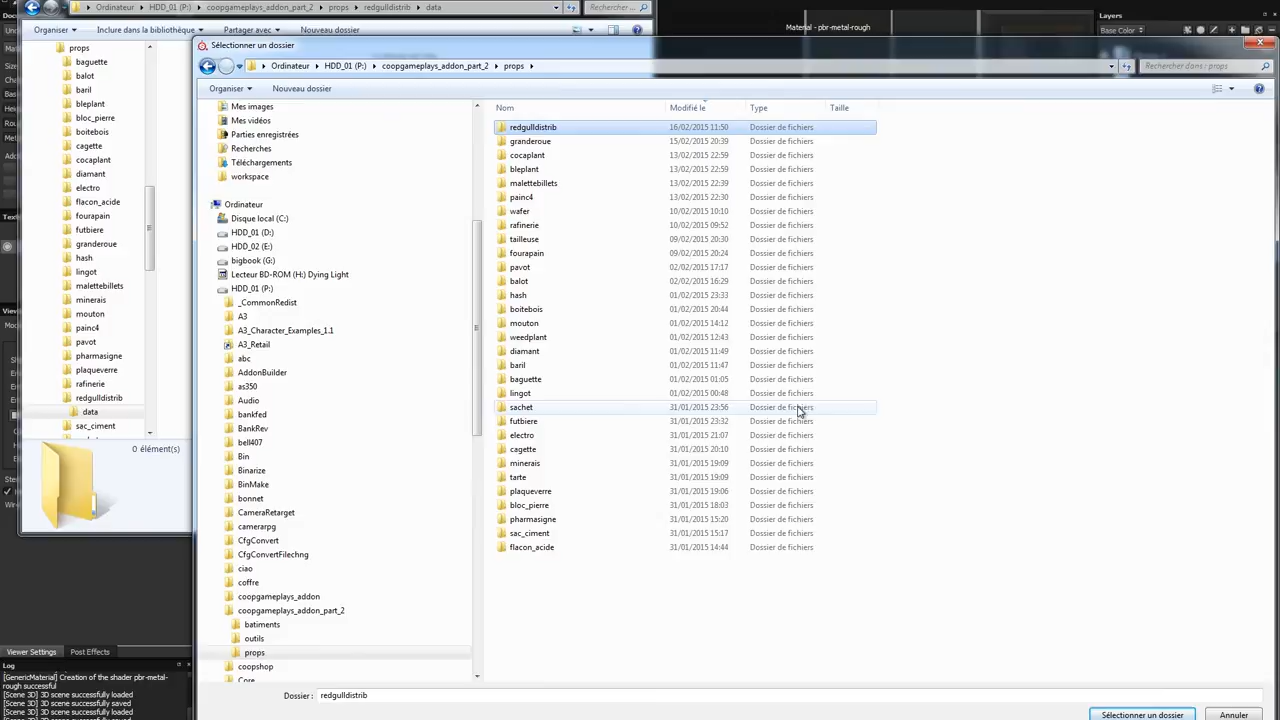 Ordinateur HDD_01 (P:) coopgameplays_addon_part_2 props redgulldistrib data
Rechercher ...
Material - pbr-metal-rough
Layers
Organiser
Inclure dans la bibliothèque
Partager avec
Nouveau dossier
Base Color
props
baguette
balot
baril
bleplant
bloc_pierre
boitebois
cagette
cocaplant
diamant
electro
flacon_acide
fourapain
futbiere
granderoue
hash
lingot
malettebillets
minerais
mouton
painc4
pavot
pharmasigne
plaqueverre
rafinerie
redgulldistrib
data
sac_ciment
0 élément(s)
Sélectionner un dossier
Ordinateur HDD_01 (P:) coopgameplays_addon_part_2 props
Rechercher dans : props
Organiser
Nouveau dossier
Mes images
Mes vidéos
Parties enregistrées
Recherches
Téléchargements
workspace
Ordinateur
Disque local (C:)
HDD_01 (D:)
HDD_02 (E:)
bigbook (G:)
Lecteur BD-ROM (H:) Dying Light
HDD_01 (P:)
_CommonRedist
A3
A3_Character_Examples_1.1
A3_Retail
abc
AddonBuilder
as350
Audio
bankfed
BankRev
bell407
Bin
Binarize
BinMake
bonnet
CameraRetarget
camerarpg
CfgConvert
CfgConvertFilechng
ciao
coffre
coopgameplays_addon
coopgameplays_addon_part_2
batiments
outils
props
coopshop
Core
Nom Modifié le Type Taille
redgulldistrib 16/02/2015 11:50 Dossier de fichiers
granderoue 15/02/2015 20:39 Dossier de fichiers
cocaplant 13/02/2015 22:59 Dossier de fichiers
bleplant 13/02/2015 22:59 Dossier de fichiers
malettebillets 13/02/2015 22:39 Dossier de fichiers
painc4 13/02/2015 22:30 Dossier de fichiers
wafer 10/02/2015 10:10 Dossier de fichiers
rafinerie 10/02/2015 09:52 Dossier de fichiers
tailleuse 09/02/2015 20:30 Dossier de fichiers
fourapain 09/02/2015 20:24 Dossier de fichiers
pavot 02/02/2015 17:17 Dossier de fichiers
balot 02/02/2015 16:29 Dossier de fichiers
hash 01/02/2015 23:33 Dossier de fichiers
boitebois 01/02/2015 20:44 Dossier de fichiers
mouton 01/02/2015 14:12 Dossier de fichiers
weedplant 01/02/2015 12:43 Dossier de fichiers
diamant 01/02/2015 11:49 Dossier de fichiers
baril 01/02/2015 11:47 Dossier de fichiers
baguette 01/02/2015 01:05 Dossier de fichiers
lingot 01/02/2015 00:48 Dossier de fichiers
sachet 31/01/2015 23:56 Dossier de fichiers
futbiere 31/01/2015 23:32 Dossier de fichiers
electro 31/01/2015 21:07 Dossier de fichiers
cagette 31/01/2015 20:10 Dossier de fichiers
minerais 31/01/2015 19:09 Dossier de fichiers
tarte 31/01/2015 19:09 Dossier de fichiers
plaqueverre 31/01/2015 19:06 Dossier de fichiers
bloc_pierre 31/01/2015 18:03 Dossier de fichiers
pharmasigne 31/01/2015 15:20 Dossier de fichiers
sac_ciment 31/01/2015 15:17 Dossier de fichiers
flacon_acide 31/01/2015 14:44 Dossier de fichiers
Dossier : redgulldistrib
Sélectionner un dossier
Annuler
Viewer Settings
Post Effects
Log
[GenericMaterial] Creation of the shader pbr-metal-
rough successful
[Scene 3D] 3D scene successfully loaded
[Scene 3D] 3D scene successfully saved
[Scene 3D] 3D scene successfully loaded